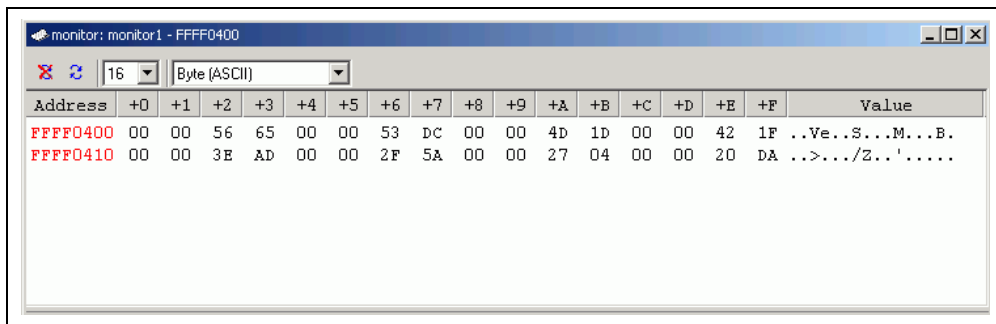 monitor: monitor1 - FFFF0400
16 Byte (ASCII)
Address +0 +1 +2 +3 +4 +5 +6 +7 +8 +9 +A +B +C +D +E +F Value
FFFF0400 00 00 56 65 00 00 53 DC 00 00 4D 1D 00 00 42 1F ..Ve..S...M...B.
FFFF0410 00 00 3E AD 00 00 2F 5A 00 00 27 04 00 00 20 DA ..>.../Z..'.....